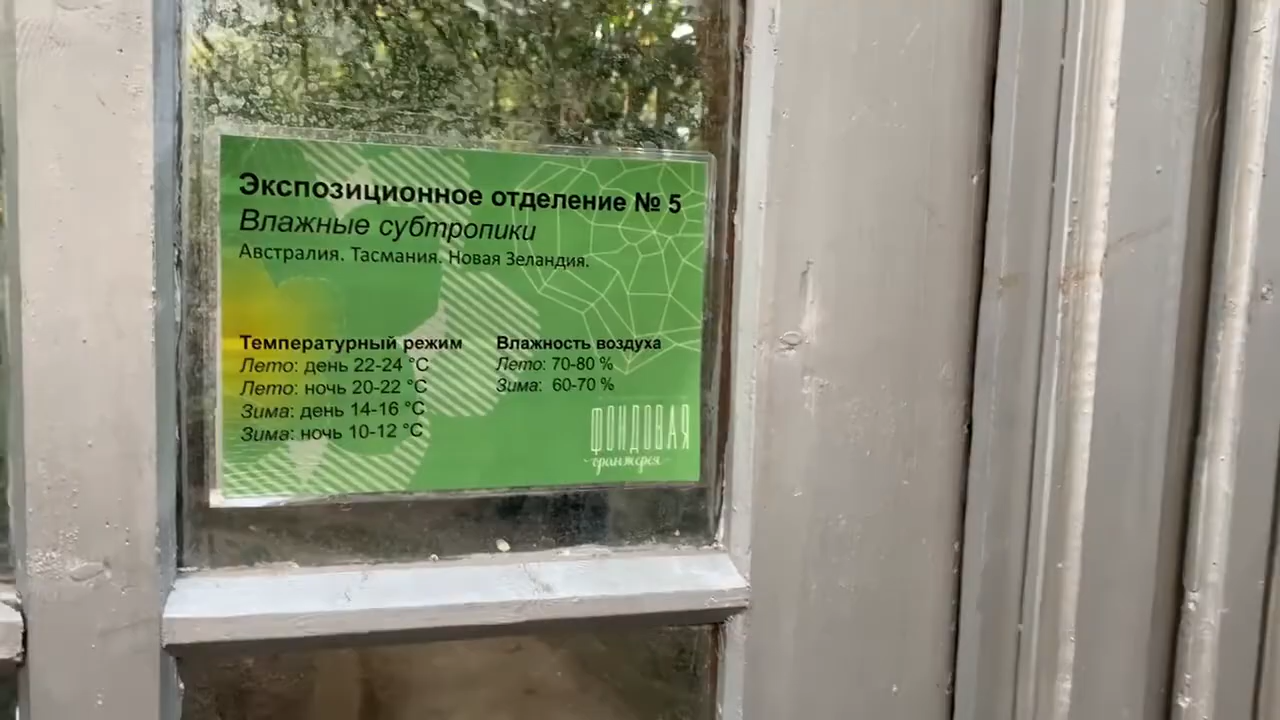 Экспозиционное отделение № 5
Влажные субтропики
Австралия. Тасмания. Новая Зеландия.
Температурный режим
Лето: день 22-24 °C
Лето: ночь 20-22 °C
Зима: день 14-16 °C
Зима: ночь 10-12 °C
Влажность воздуха
Лето: 70-80 %
Зима: 60-70 %
ФОНДОВАЯ
оранжерея